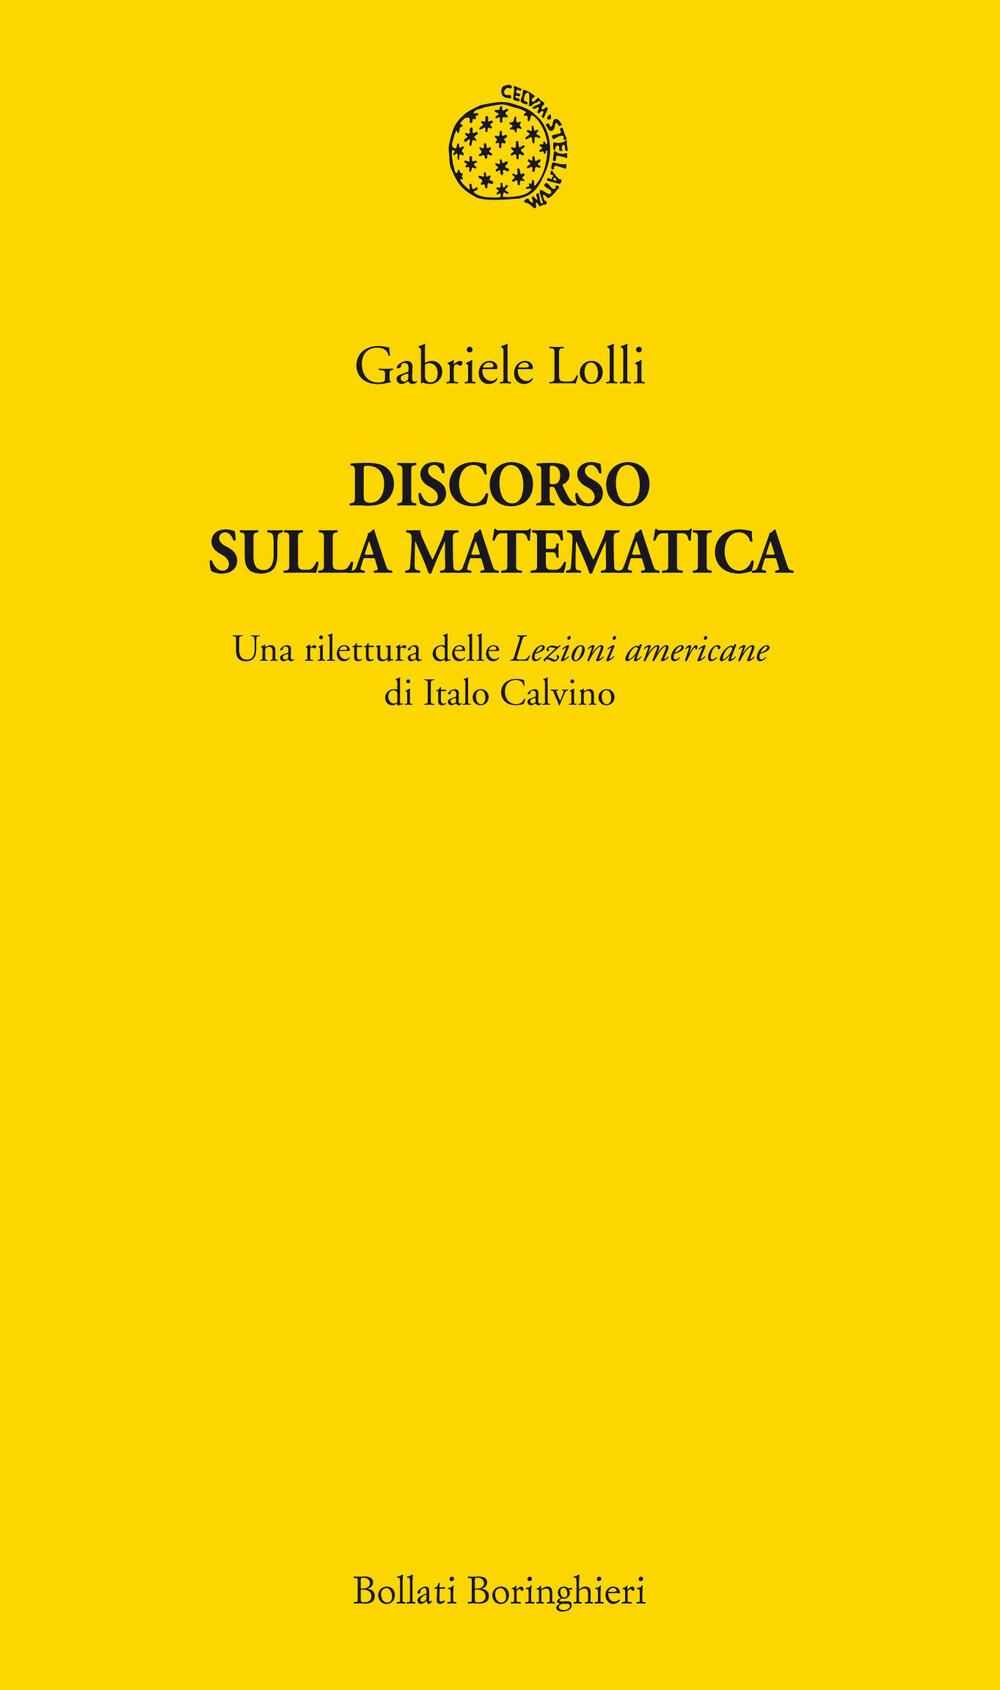 CELVM·STELLATVM
Gabriele Lolli
DISCORSO
SULLA MATEMATICA
Una rilettura delle Lezioni americane
di Italo Calvino
Bollati Boringhieri